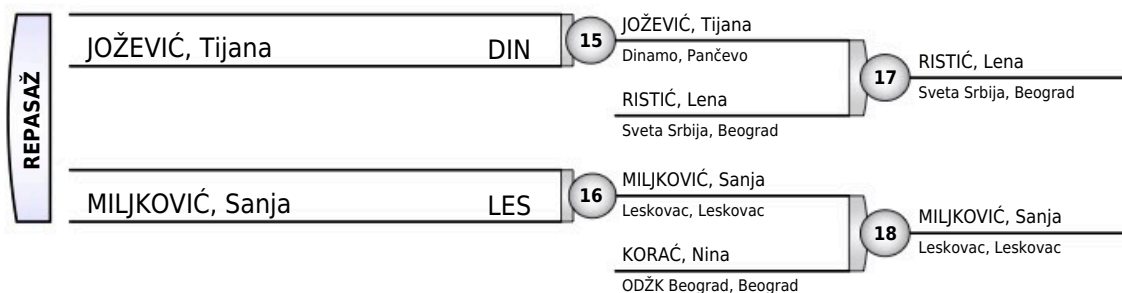 REPASAŽ
JOŽEVIĆ, Tijana DIN
15
JOŽEVIĆ, Tijana
Dinamo, Pančevo
RISTIĆ, Lena
Sveta Srbija, Beograd
17
RISTIĆ, Lena
Sveta Srbija, Beograd
MILJKOVIĆ, Sanja LES
16
MILJKOVIĆ, Sanja
Leskovac, Leskovac
KORAĆ, Nina
ODŽK Beograd, Beograd
18
MILJKOVIĆ, Sanja
Leskovac, Leskovac